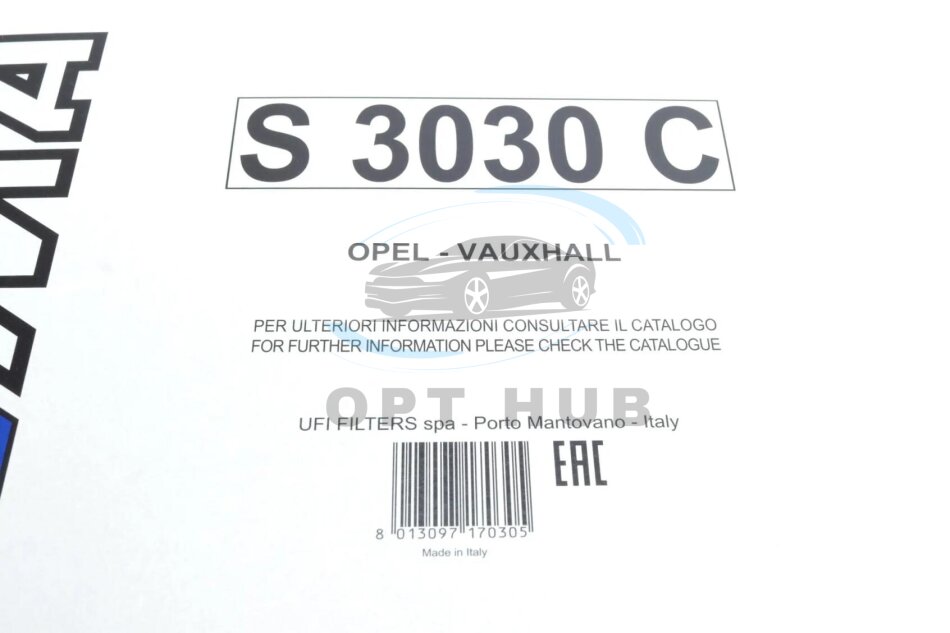 S 3030 C
OPEL - VAUXHALL
PER ULTERIORI INFORMAZIONI CONSULTARE IL CATALOGO
FOR FURTHER INFORMATION PLEASE CHECK THE CATALOGUE
OPT HUB
UFI FILTERS spa - Porto Mantovano - Italy
EAC
8 013097 170305
Made in Italy